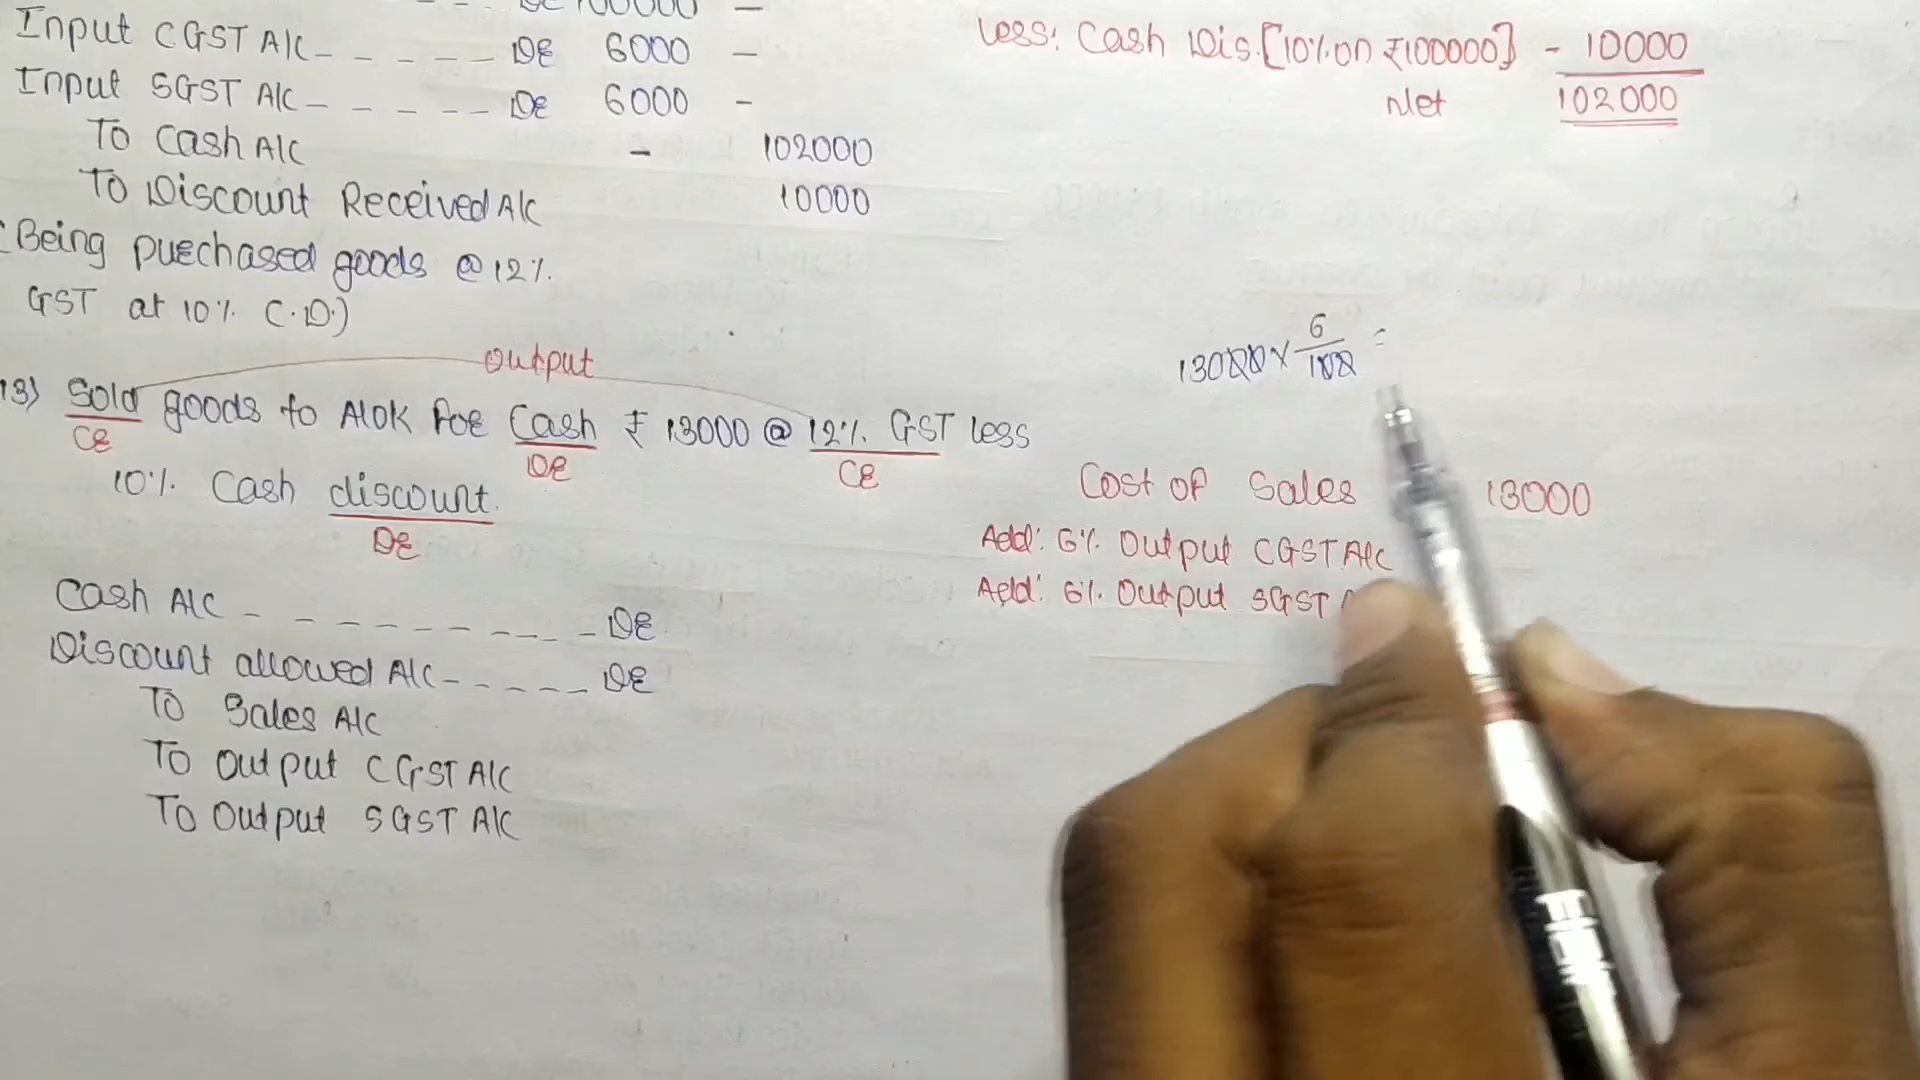 Dr 100000 -
Input CGST A/C - - - - - Dr 6000 -
Input SGST A/C - - - - - Dr 6000 -
To Cash A/C - 102000
To Discount Received A/C 10000
(Being purchased goods @ 12%.
GST at 10% C.D.)
Less: Cash Dis. [10% on ₹100000] - 10000
Net 102000
Output
13) Sold goods to Alok for Cash ₹ 13000 @ 12%. GST Less
Cr Dr Cr
10%. Cash discount.
Dr
Cash A/C - - - - - - - - - - - Dr
Discount allowed A/C - - - - - Dr
To Sales A/C
To Output CGST A/C
To Output SGST A/C
13000 x 6/100 =
Cost of Sales 13000
Add: 6%. Output CGST A/C
Add: 6%. Output SGST